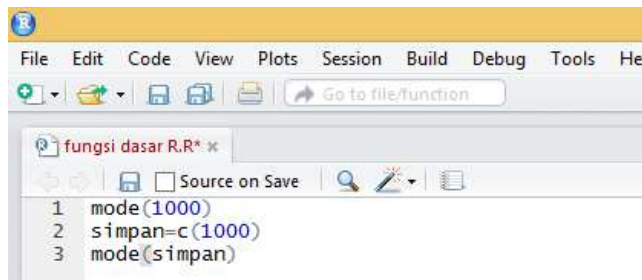 R
File Edit Code View Plots Session Build Debug Tools He
Go to file/function
fungsi dasar R.R* ×
Source on Save
1 mode(1000)
2 simpan=c(1000)
3 mode(simpan)